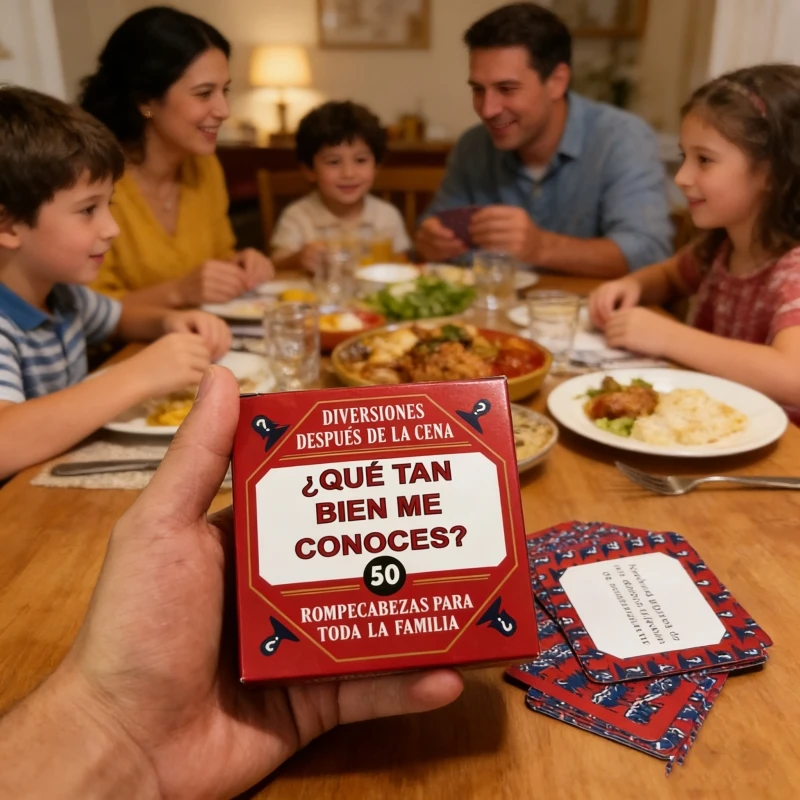 DIVERSIONES
DESPUÉS DE LA CENA
¿QUÉ TAN
BIEN ME
CONOCES?
50
ROMPECABEZAS PARA
TODA LA FAMILIA